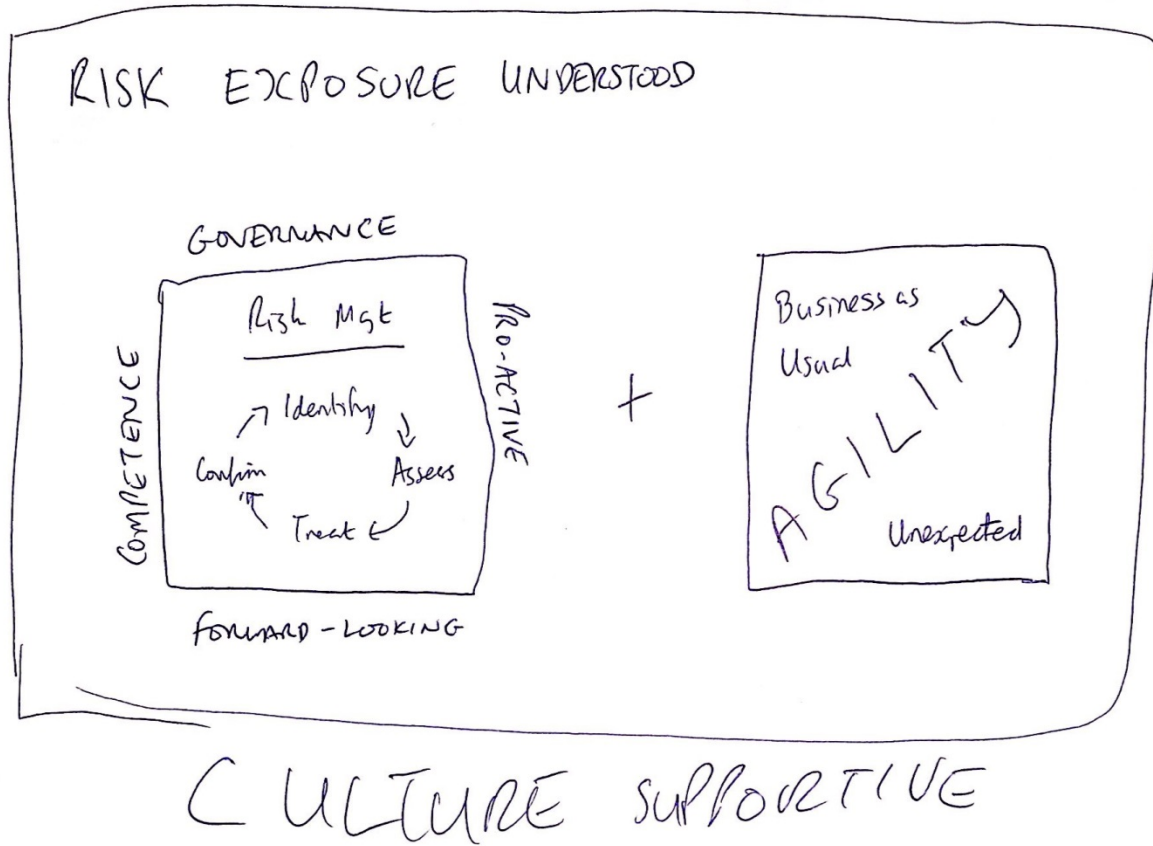 RISK EXPOSURE UNDERSTOOD
GOVERNANCE
COMPETENCE
Risk Mgt
Identify
Assess
Treat
Confirm
PRO-ACTIVE
FORWARD-LOOKING
+
Business as
Usual
AGILITY
Unexpected
CULTURE SUPPORTIVE